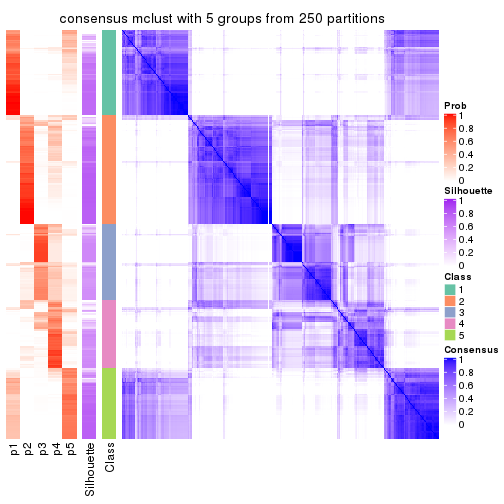 consensus mclust with 5 groups from 250 partitions
Prob
1
0.8
0.6
0.4
0.2
0
Silhouette
1
0.8
0.6
0.4
0.2
0
Class
1
2
3
4
5
Consensus
1
0.8
0.6
0.4
0.2
0
p1
p2
p3
p4
p5
Silhouette
Class